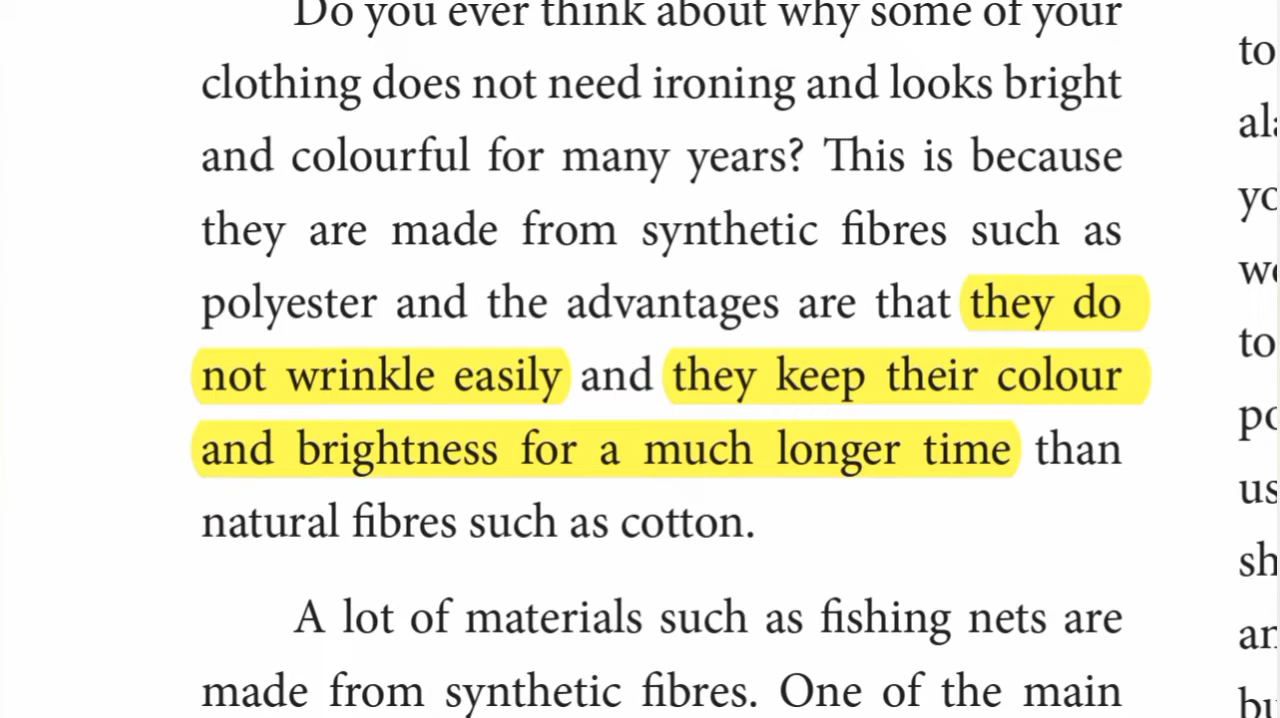 Do you ever think about why some of your
clothing does not need ironing and looks bright
and colourful for many years? This is because
they are made from synthetic fibres such as
polyester and the advantages are that they do
not wrinkle easily and they keep their colour
and brightness for a much longer time than
natural fibres such as cotton.
A lot of materials such as fishing nets are
made from synthetic fibres. One of the main
to
to